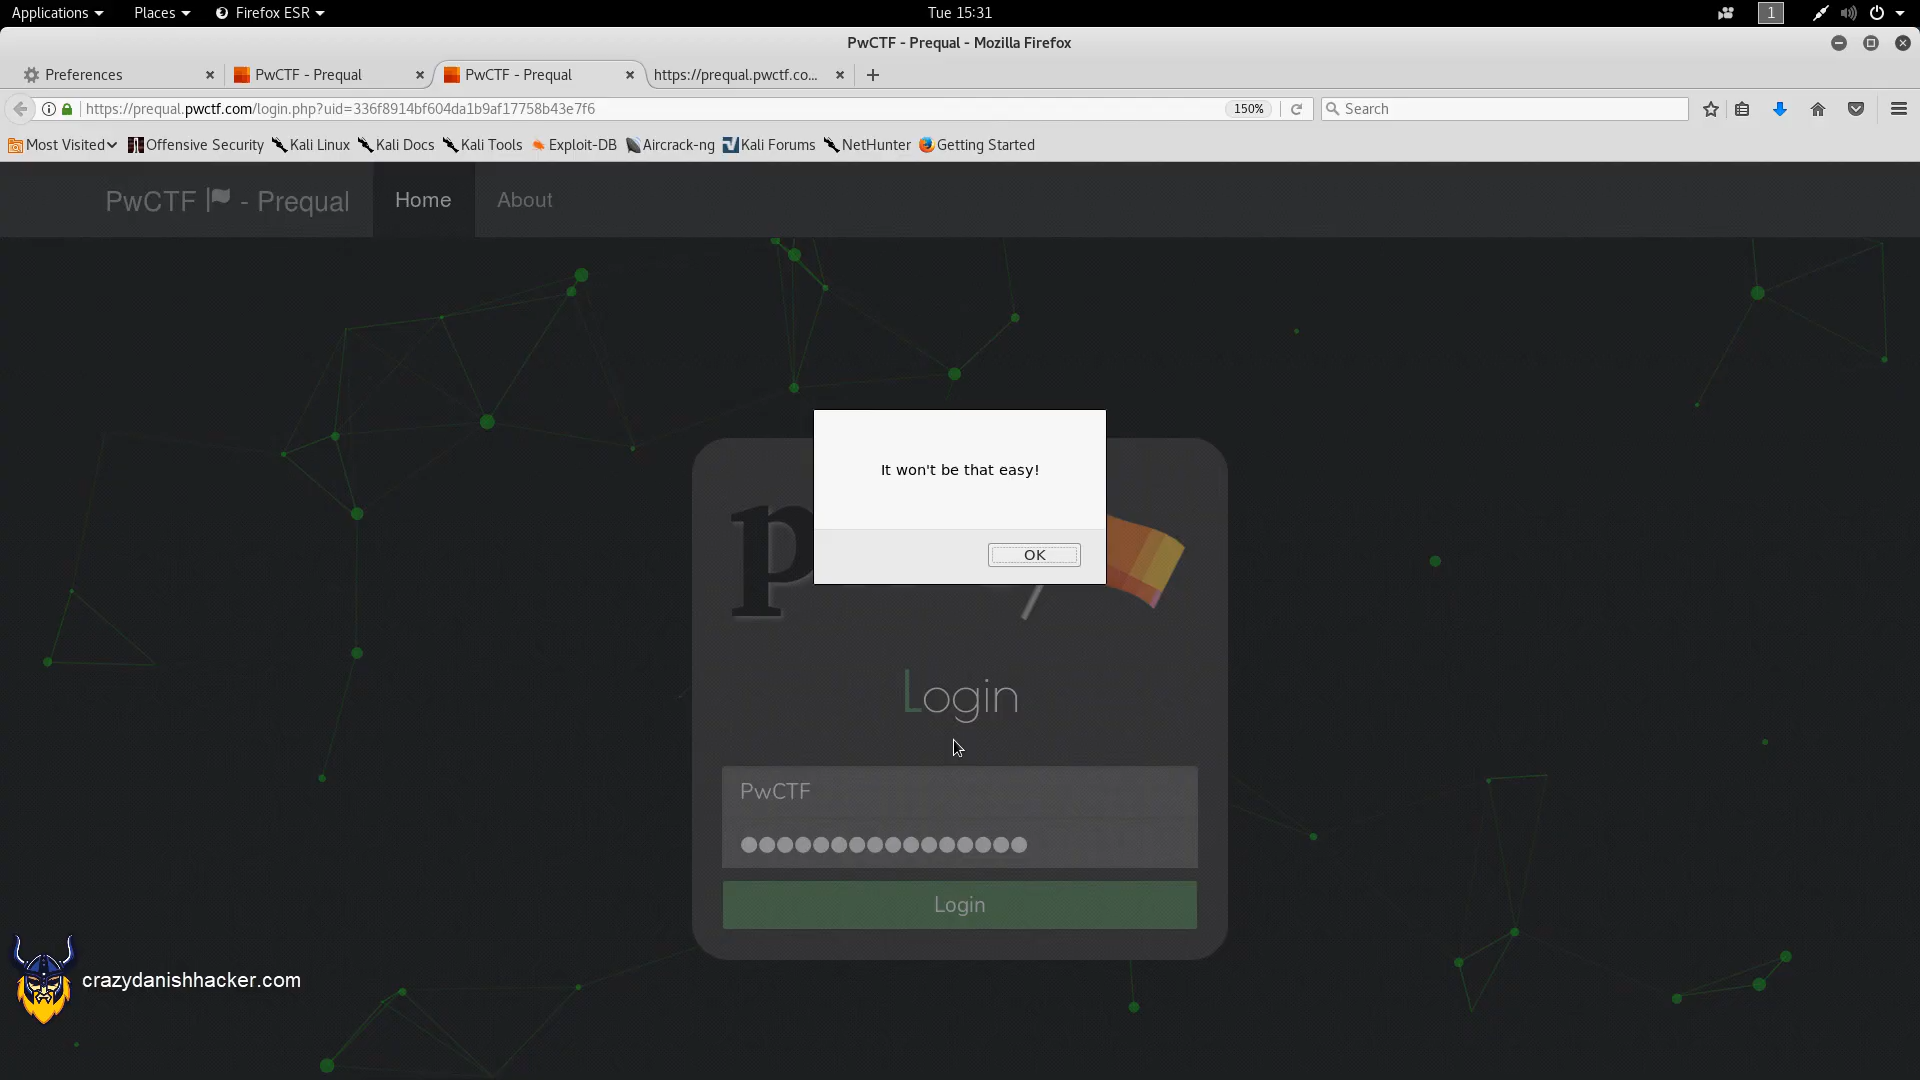 Applications Places Firefox ESR Tue 15:31 1
PwCTF - Prequal - Mozilla Firefox
Preferences PwCTF - Prequal PwCTF - Prequal https://prequal.pwctf.co...
https://prequal.pwctf.com/login.php?uid=336f8914bf604da1b9af17758b43e7f6 150% Search
Most Visited Offensive Security Kali Linux Kali Docs Kali Tools Exploit-DB Aircrack-ng Kali Forums NetHunter Getting Started
PwCTF - Prequal Home About
It won't be that easy!
OK
p
Login
PwCTF
Login
crazydanishhacker.com